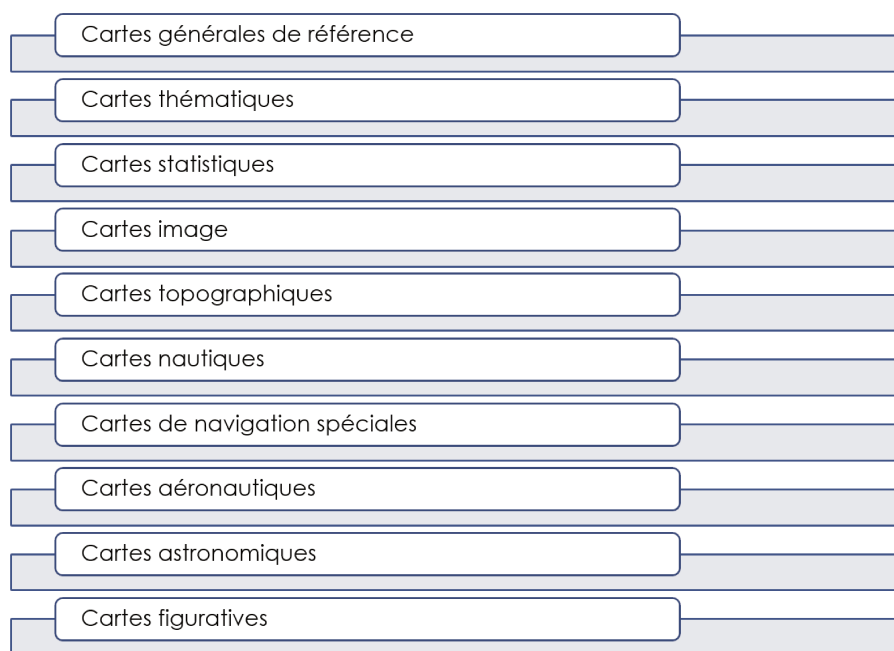 Cartes générales de référence
Cartes thématiques
Cartes statistiques
Cartes image
Cartes topographiques
Cartes nautiques
Cartes de navigation spéciales
Cartes aéronautiques
Cartes astronomiques
Cartes figuratives